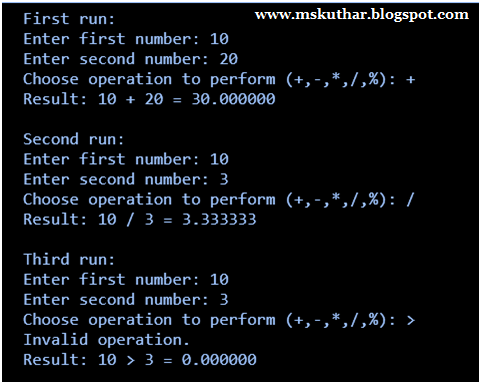 www.mskuthar.blogspot.com
First run:
Enter first number: 10
Enter second number: 20
Choose operation to perform (+,-,*,/,%): +
Result: 10 + 20 = 30.000000
Second run:
Enter first number: 10
Enter second number: 3
Choose operation to perform (+,-,*,/,%): /
Result: 10 / 3 = 3.333333
Third run:
Enter first number: 10
Enter second number: 3
Choose operation to perform (+,-,*,/,%): >
Invalid operation.
Result: 10 > 3 = 0.000000